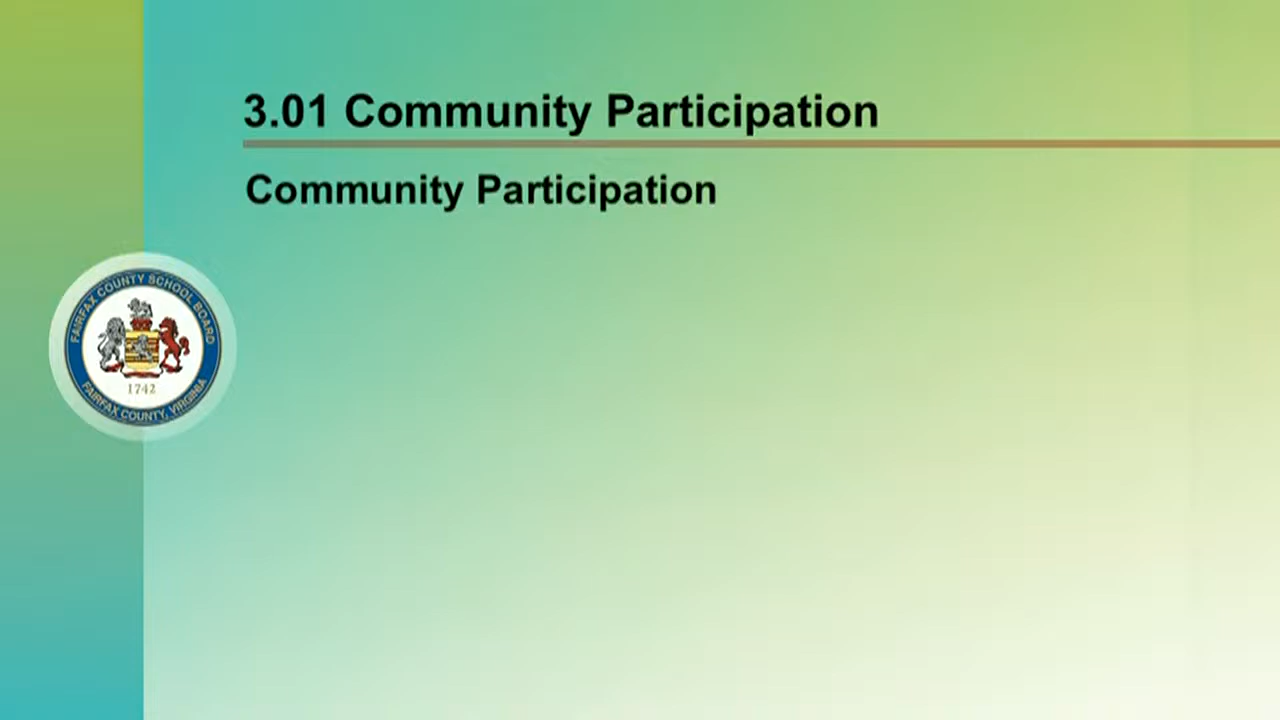 3.01 Community Participation
Community Participation
FAIRFAX COUNTY SCHOOL BOARD
1742
FAIRFAX COUNTY, VIRGINIA